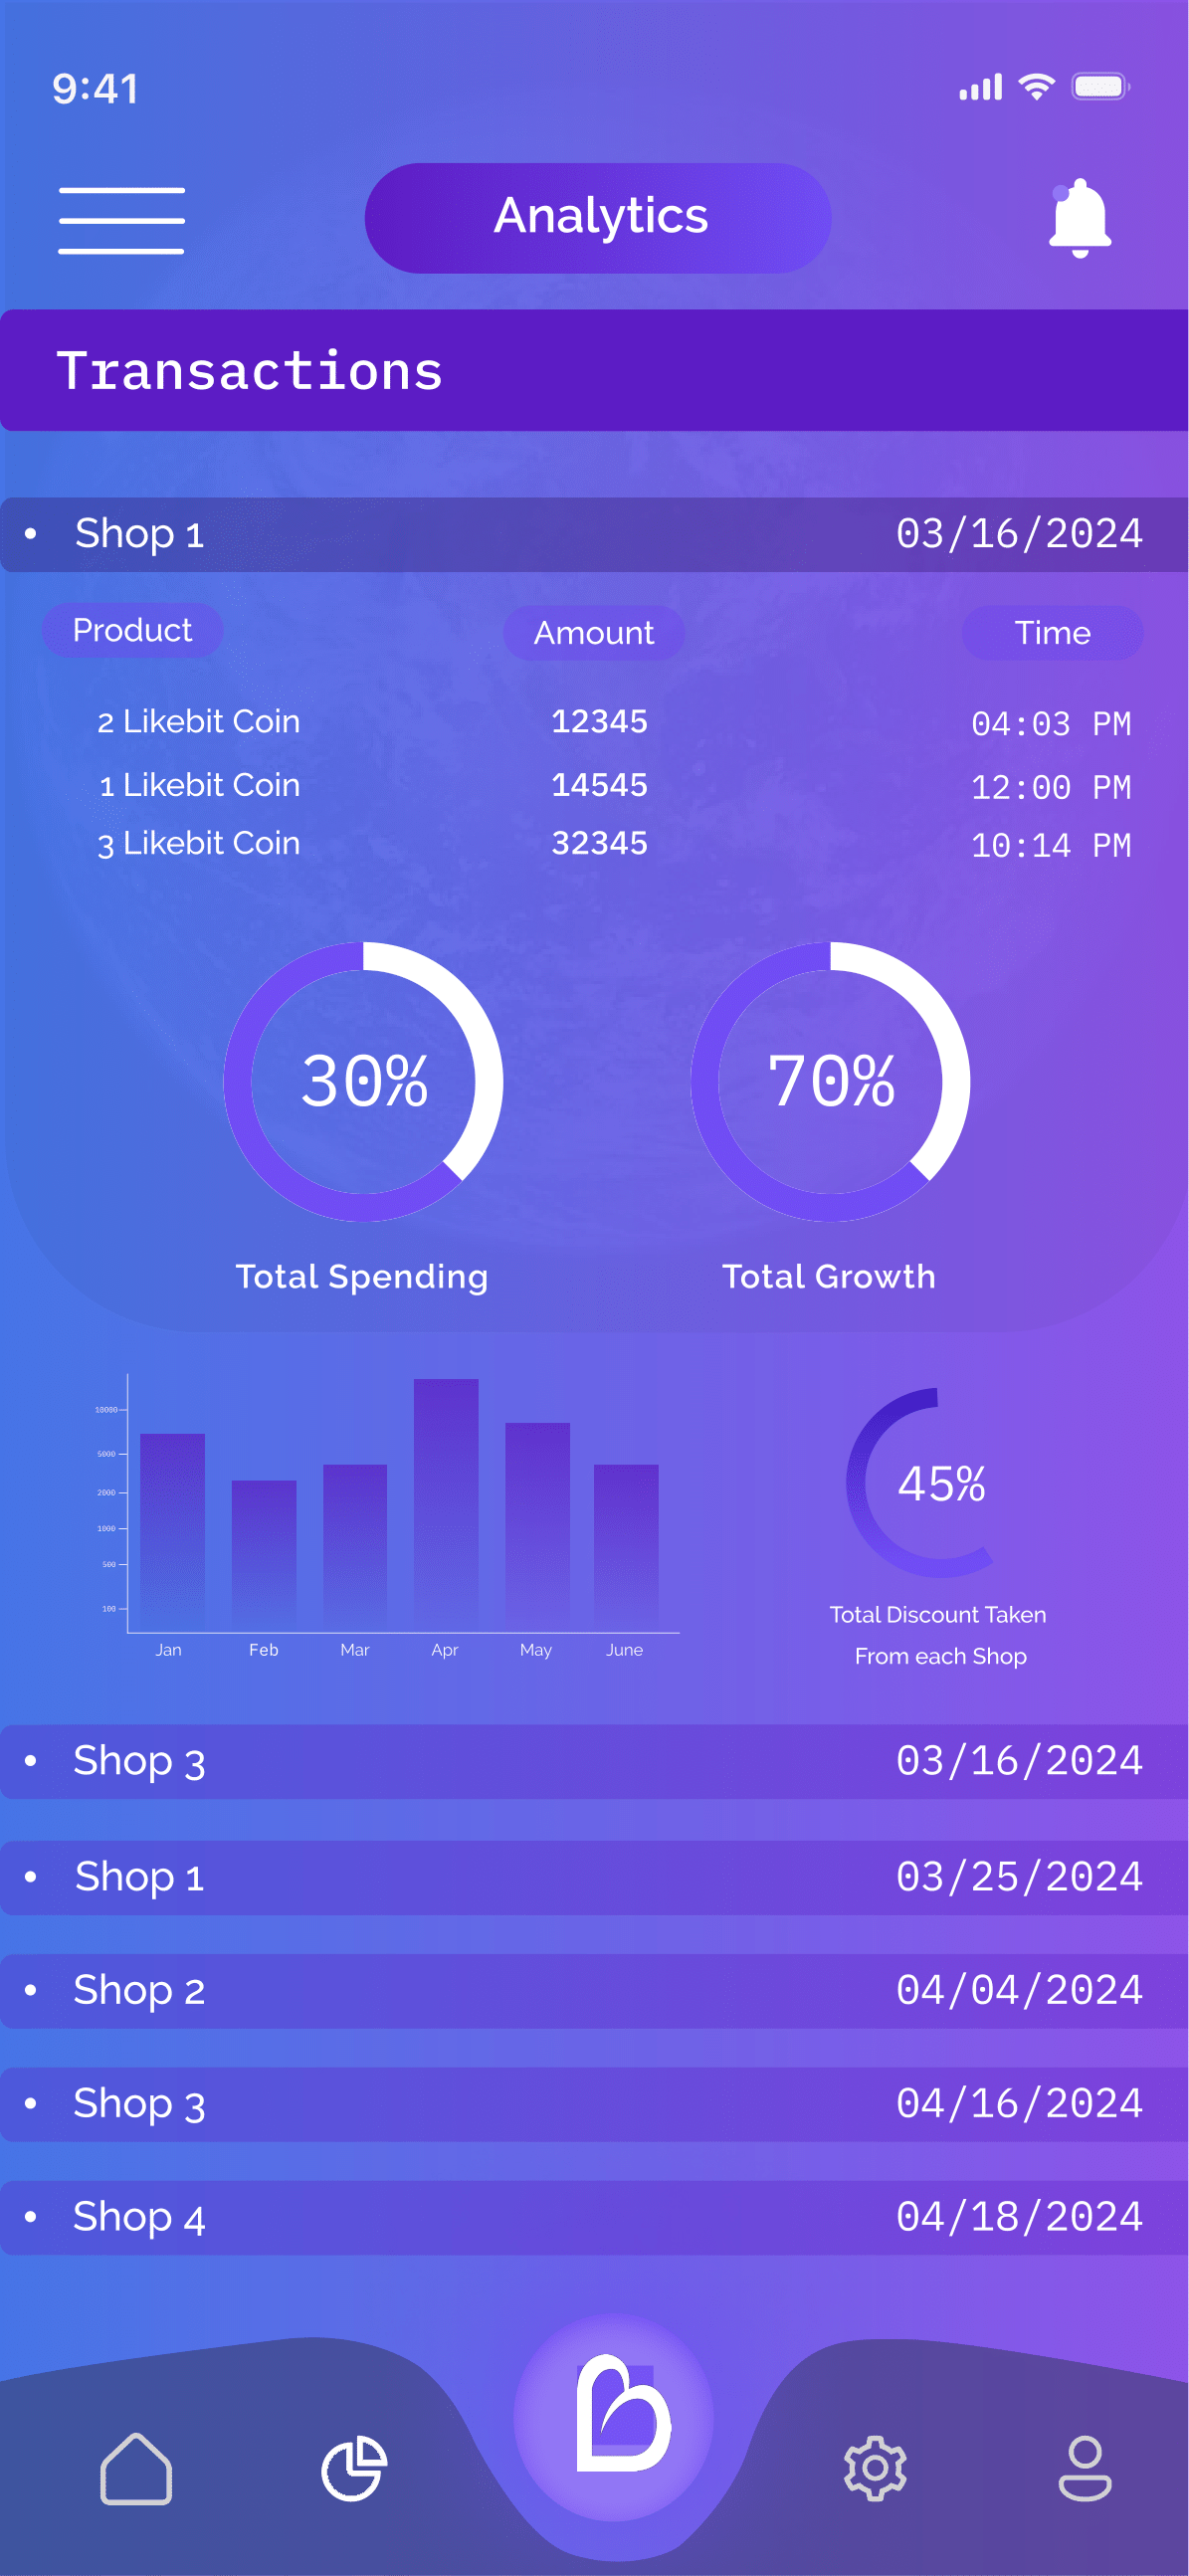 9:41
Analytics
Transactions
• Shop 1 03/16/2024
Product Amount Time
2 Likebit Coin 12345 04:03 PM
1 Likebit Coin 14545 12:00 PM
3 Likebit Coin 32345 10:14 PM
30% 70%
Total Spending Total Growth
10000
5000
2000
1000
500
100
Jan Feb Mar Apr May June
45%
Total Discount Taken
From each Shop
• Shop 3 03/16/2024
• Shop 1 03/25/2024
• Shop 2 04/04/2024
• Shop 3 04/16/2024
• Shop 4 04/18/2024